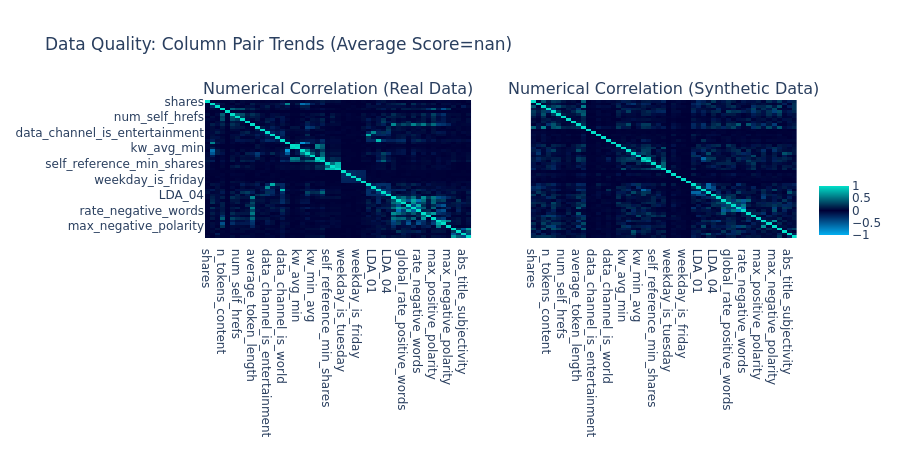 Data Quality: Column Pair Trends (Average Score=nan)
Numerical Correlation (Real Data)
Numerical Correlation (Synthetic Data)
shares
num_self_hrefs
data_channel_is_entertainment
kw_avg_min
self_reference_min_shares
weekday_is_friday
LDA_04
rate_negative_words
max_negative_polarity
shares
n_tokens_content
num_self_hrefs
average_token_length
data_channel_is_entertainment
data_channel_is_world
kw_avg_min
kw_min_avg
self_reference_min_shares
weekday_is_tuesday
weekday_is_friday
LDA_01
LDA_04
global_rate_positive_words
rate_negative_words
max_positive_polarity
max_negative_polarity
abs_title_subjectivity
shares
n_tokens_content
num_self_hrefs
average_token_length
data_channel_is_entertainment
data_channel_is_world
kw_avg_min
kw_min_avg
self_reference_min_shares
weekday_is_tuesday
weekday_is_friday
LDA_01
LDA_04
global_rate_positive_words
rate_negative_words
max_positive_polarity
max_negative_polarity
abs_title_subjectivity
1
0.5
0
−0.5
−1